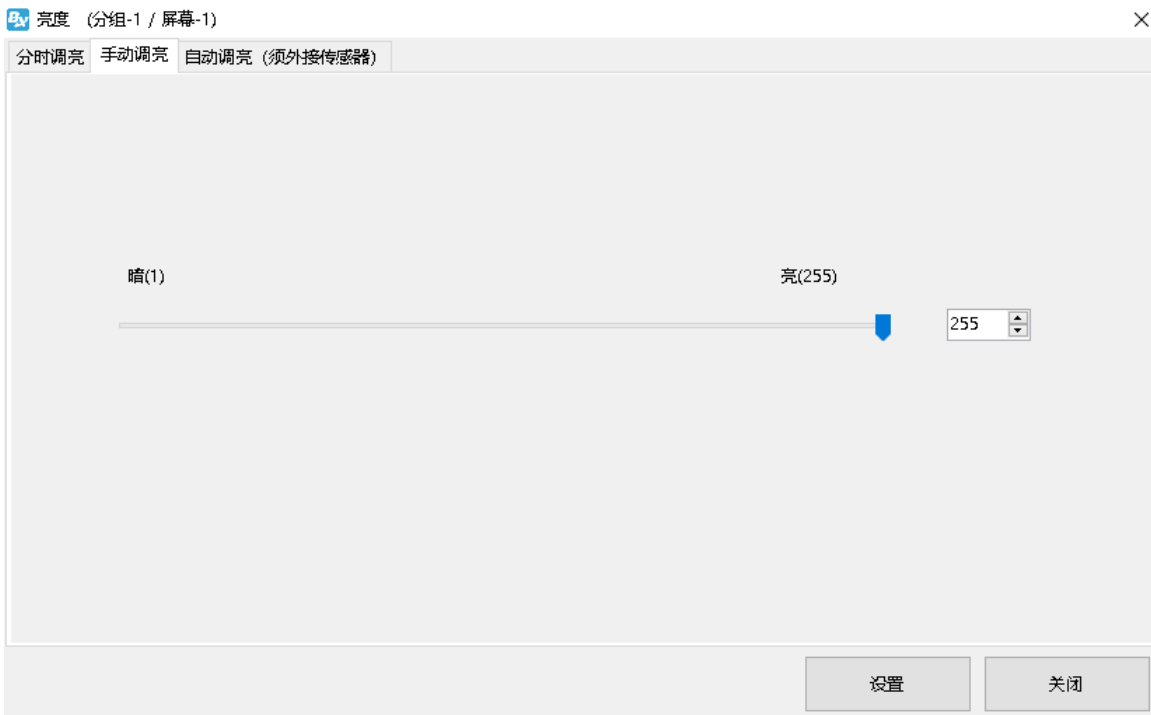 BX 亮度 (分组-1 / 屏幕-1)
分时调亮 手动调亮 自动调亮 (须外接传感器)
暗(1) 亮(255)
255
设置 关闭